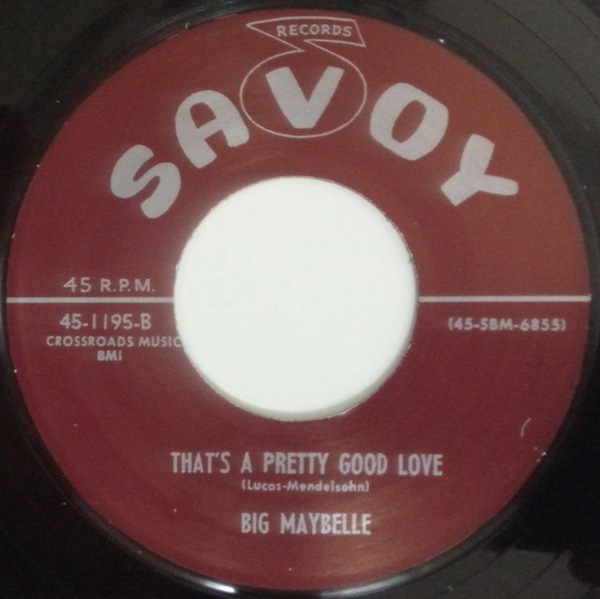 RECORDS
SAVOY
45 R.P.M.
45-1195-B
(45-SBM-6855)
CROSSROADS MUSIC
BMI
THAT'S A PRETTY GOOD LOVE
(Lucas-Mendelsohn)
BIG MAYBELLE